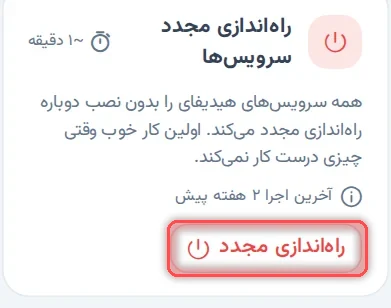 راه‌اندازی مجدد
سرویس‌ها
~۱ دقیقه
همه سرویس‌های هیدیفای را بدون نصب دوباره
راه‌اندازی مجدد می‌کند. اولین کار خوب وقتی
چیزی درست کار نمی‌کند.
آخرین اجرا ۲ هفته پیش
راه‌اندازی مجدد